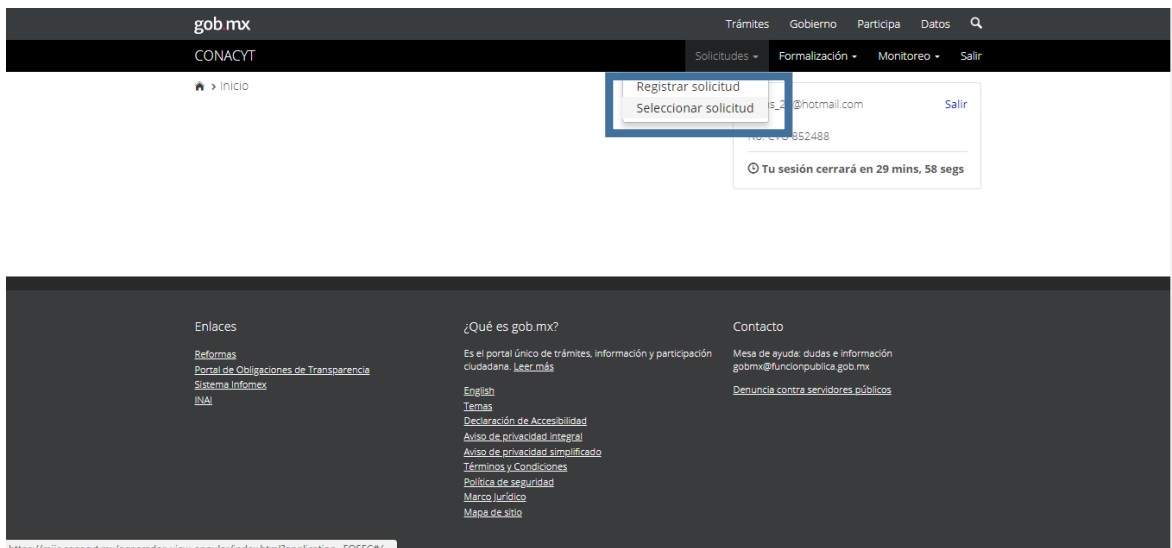 gob.mx
Trámites Gobierno Participa Datos
CONACYT
Solicitudes Formalización Monitoreo Salir
> Inicio
Registrar solicitud
Seleccionar solicitud
@hotmail.com Salir
852488
Tu sesión cerrará en 29 mins, 58 segs
Enlaces
Reformas
Portal de Obligaciones de Transparencia
Sistema Infomex
INAI
¿Qué es gob.mx?
Es el portal único de trámites, información y participación
ciudadana. Leer más
English
Temas
Declaración de Accesibilidad
Aviso de privacidad integral
Aviso de privacidad simplificado
Términos y Condiciones
Política de seguridad
Marco Jurídico
Mapa de sitio
Contacto
Mesa de ayuda: dudas e información
gobmx@funcionpublica.gob.mx
Denuncia contra servidores públicos